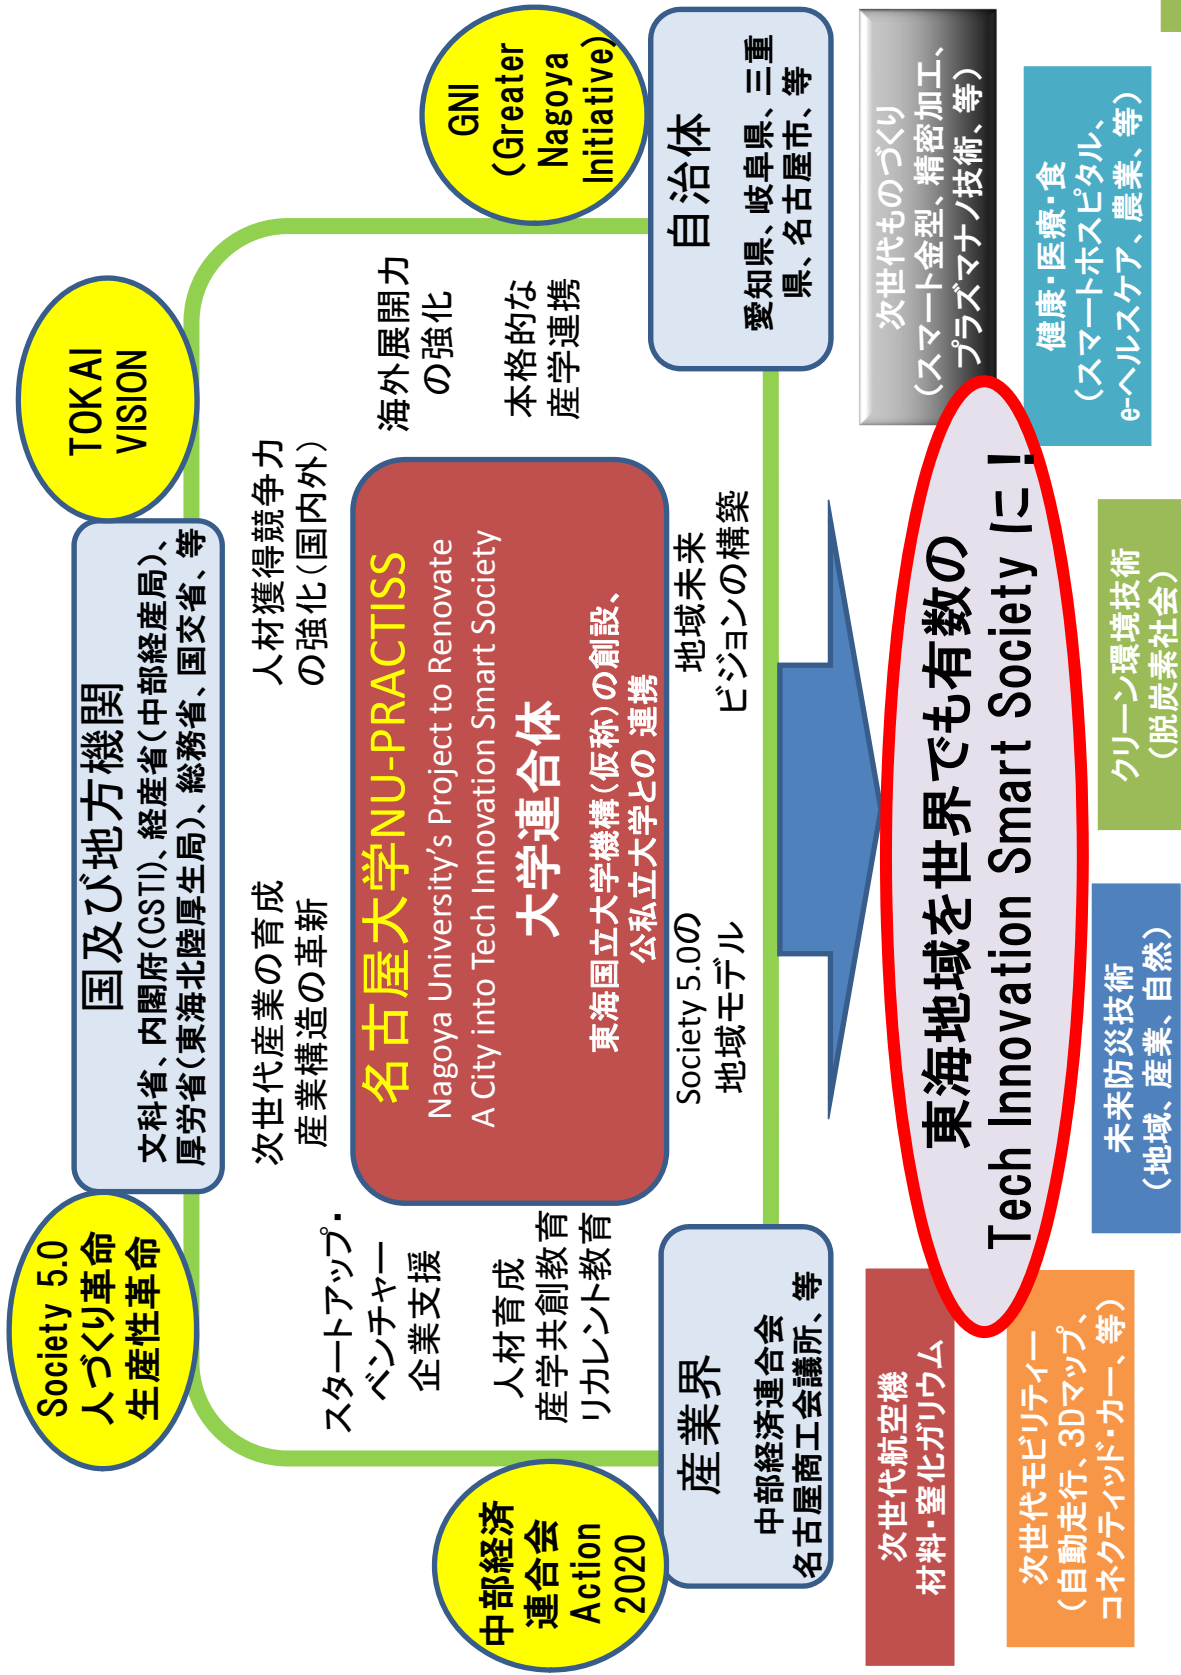 Society 5.0
人づくり革命
生産性革命
国及び地方機関
文科省、内閣府(CSTI)、経産省(中部経産局)、
厚労省(東海北陸厚生局)、総務省、国交省、等
TOKAI
VISION
次世代産業の育成
産業構造の革新
人材獲得競争力
の強化(国内外)
スタートアップ・
ベンチャー
企業支援
海外展開力
の強化
名古屋大学NU-PRACTISS
Nagoya University's Project to Renovate
A City into Tech Innovation Smart Society
大学連合体
東海国立大学機構(仮称)の創設、
公私立大学との 連携
人材育成
産学共創教育
リカレント教育
本格的な
産学連携
中部経済
連合会
Action
2020
GNI
(Greater
Nagoya
Initiative)
産業界
中部経済連合会
名古屋商工会議所、等
Society 5.0の
地域モデル
地域未来
ビジョンの構築
自治体
愛知県、岐阜県、三重
県、名古屋市、等
東海地域を世界でも有数の
Tech Innovation Smart Society に!
次世代航空機
材料・窒化ガリウム
次世代ものづくり
(スマート金型、精密加工、
プラズマナノ技術、等)
次世代モビリティー
(自動走行、3Dマップ、
コネクティッド・カー、等)
未来防災技術
(地域、産業、自然)
クリーン環境技術
(脱炭素社会)
健康・医療・食
(スマートホスピタル、
e-ヘルスケア、農業、等)